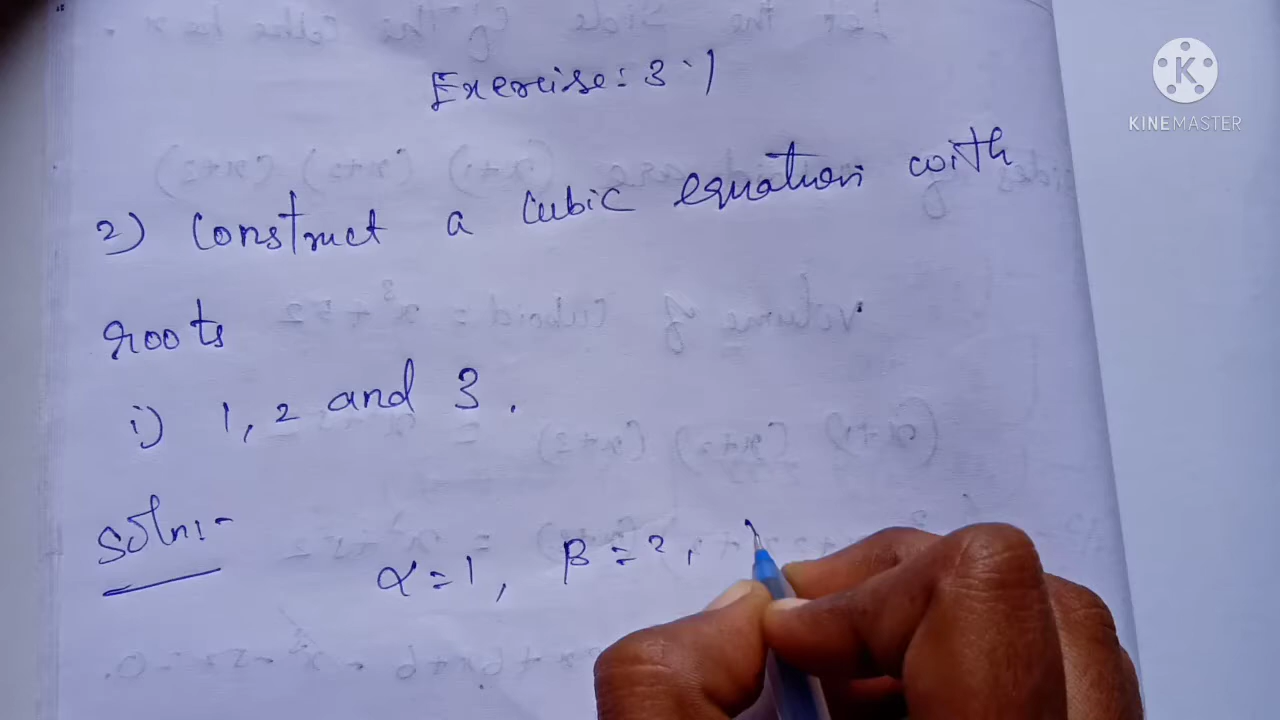 Exercise: 3.1
KINEMASTER
2) Construct a cubic equation with
roots
i) 1, 2 and 3.
Soln:-
α = 1, β = 2,